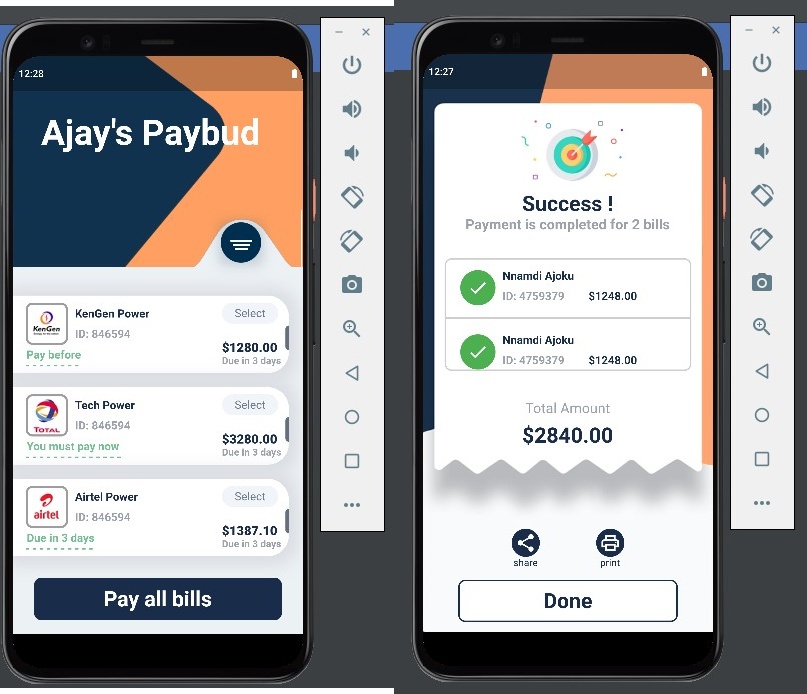 12:28
Ajay's Paybud
KenGen Power
Select
KenGen
ID: 846594
$1280.00
Pay before
Due in 3 days
Tech Power
Select
TOTAL
ID: 846594
$3280.00
You must pay now
Due in 3 days
Airtel Power
Select
airtel
ID: 846594
$1387.10
Due in 3 days
Due in 3 days
Pay all bills
12:27
Success !
Payment is completed for 2 bills
Nnamdi Ajoku
ID: 4759379
$1248.00
Nnamdi Ajoku
ID: 4759379
$1248.00
Total Amount
$2840.00
share
print
Done